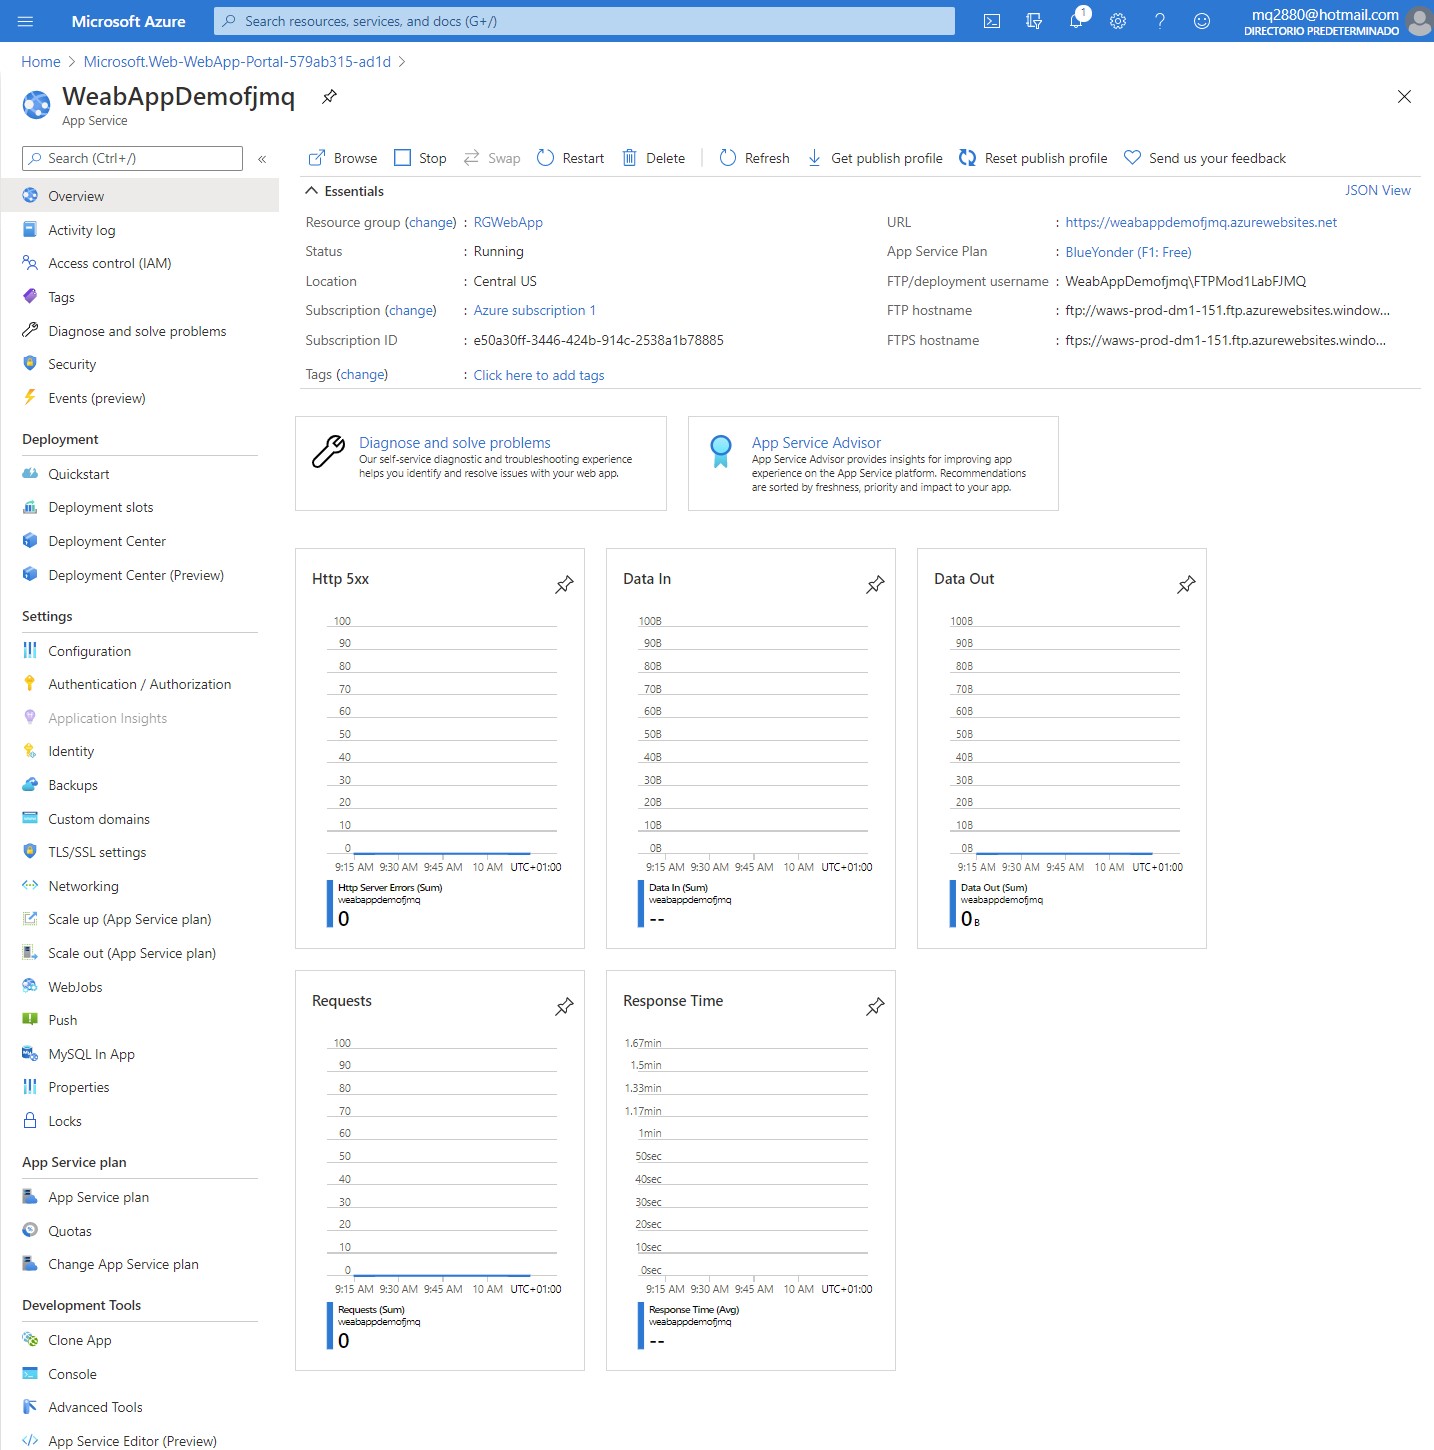 Microsoft Azure
Search resources, services, and docs (G+/)
1
mq2880@hotmail.com
DIRECTORIO PREDETERMINADO
Home > Microsoft.Web-WebApp-Portal-579ab315-ad1d >
WeabAppDemofjmq
App Service
Search (Ctrl+/)
«
Overview
Activity log
Access control (IAM)
Tags
Diagnose and solve problems
Security
Events (preview)
Deployment
Quickstart
Deployment slots
Deployment Center
Deployment Center (Preview)
Settings
Configuration
Authentication / Authorization
Application Insights
Identity
Backups
Custom domains
TLS/SSL settings
Networking
Scale up (App Service plan)
Scale out (App Service plan)
WebJobs
Push
MySQL In App
Properties
Locks
App Service plan
App Service plan
Quotas
Change App Service plan
Development Tools
Clone App
Console
Advanced Tools
App Service Editor (Preview)
Browse Stop Swap Restart Delete Refresh Get publish profile Reset publish profile Send us your feedback
Essentials
JSON View
Resource group (change) : RGWebApp
Status : Running
Location : Central US
Subscription (change) : Azure subscription 1
Subscription ID : e50a30ff-3446-424b-914c-2538a1b78885
Tags (change) : Click here to add tags
URL : https://weabappdemofjmq.azurewebsites.net
App Service Plan : BlueYonder (F1: Free)
FTP/deployment username : WeabAppDemofjmq\FTPMod1LabFJMQ
FTP hostname : ftp://waws-prod-dm1-151.ftp.azurewebsites.window...
FTPS hostname : ftps://waws-prod-dm1-151.ftp.azurewebsites.windo...
Diagnose and solve problems
Our self-service diagnostic and troubleshooting experience
helps you identify and resolve issues with your web app.
App Service Advisor
App Service Advisor provides insights for improving app
experience on the App Service platform. Recommendations
are sorted by freshness, priority and impact to your app.
Http 5xx
100
90
80
70
60
50
40
30
20
10
0
9:15 AM 9:30 AM 9:45 AM 10 AM UTC+01:00
Http Server Errors (Sum)
weabappdemofjmq
0
Data In
100B
90B
80B
70B
60B
50B
40B
30B
20B
10B
0B
9:15 AM 9:30 AM 9:45 AM 10 AM UTC+01:00
Data In (Sum)
weabappdemofjmq
--
Data Out
100B
90B
80B
70B
60B
50B
40B
30B
20B
10B
0B
9:15 AM 9:30 AM 9:45 AM 10 AM UTC+01:00
Data Out (Sum)
weabappdemofjmq
0 B
Requests
100
90
80
70
60
50
40
30
20
10
0
9:15 AM 9:30 AM 9:45 AM 10 AM UTC+01:00
Requests (Sum)
weabappdemofjmq
0
Response Time
1.67min
1.5min
1.33min
1.17min
1min
50sec
40sec
30sec
20sec
10sec
0sec
9:15 AM 9:30 AM 9:45 AM 10 AM UTC+01:00
Response Time (Avg)
weabappdemofjmq
--